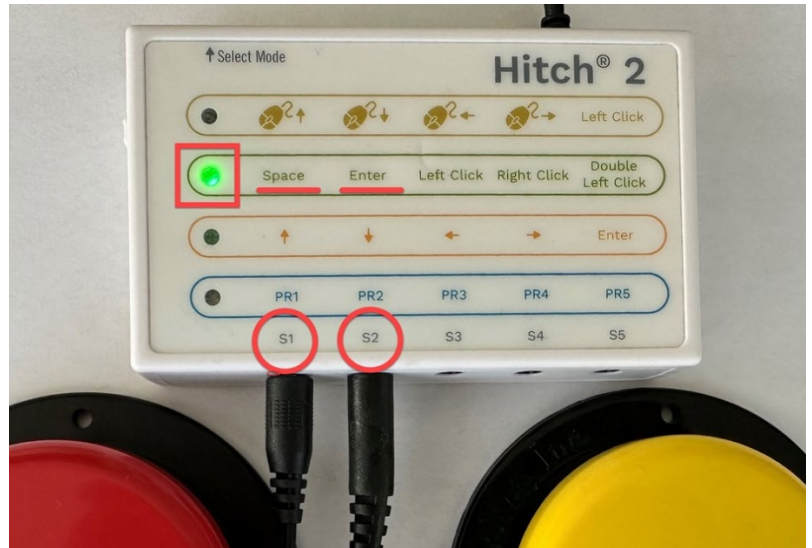 ↑ Select Mode
Hitch® 2
↑ ↓ ← → Left Click
Space Enter Left Click Right Click Double Left Click
↑ ↓ ← → Enter
PR1 PR2 PR3 PR4 PR5
S1 S2 S3 S4 S5